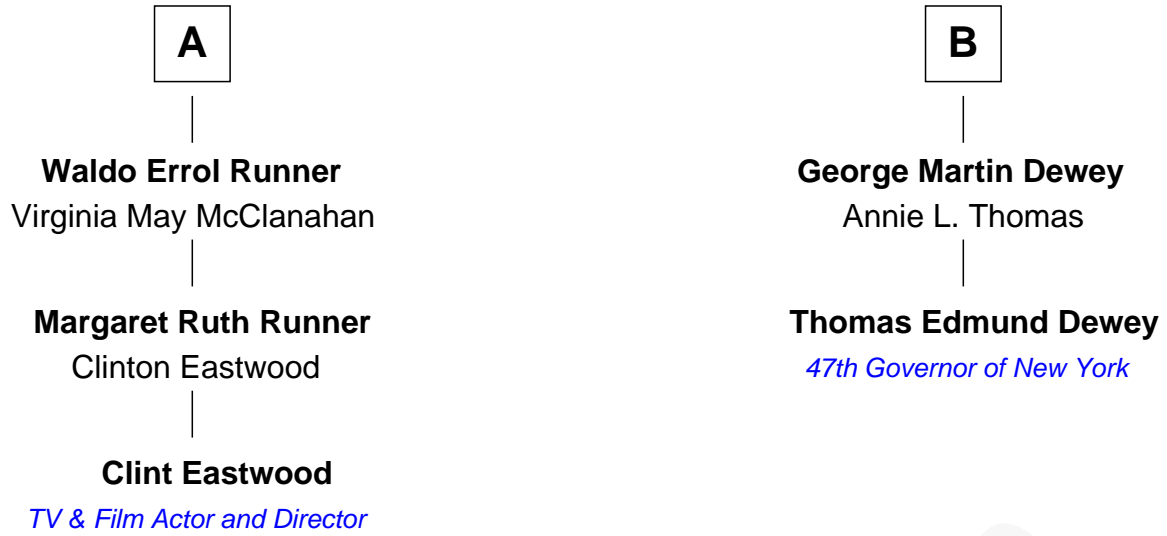 A
Waldo Errol Runner
Virginia May McClanahan
Margaret Ruth Runner
Clinton Eastwood
Clint Eastwood
TV & Film Actor and Director
B
George Martin Dewey
Annie L. Thomas
Thomas Edmund Dewey
47th Governor of New York